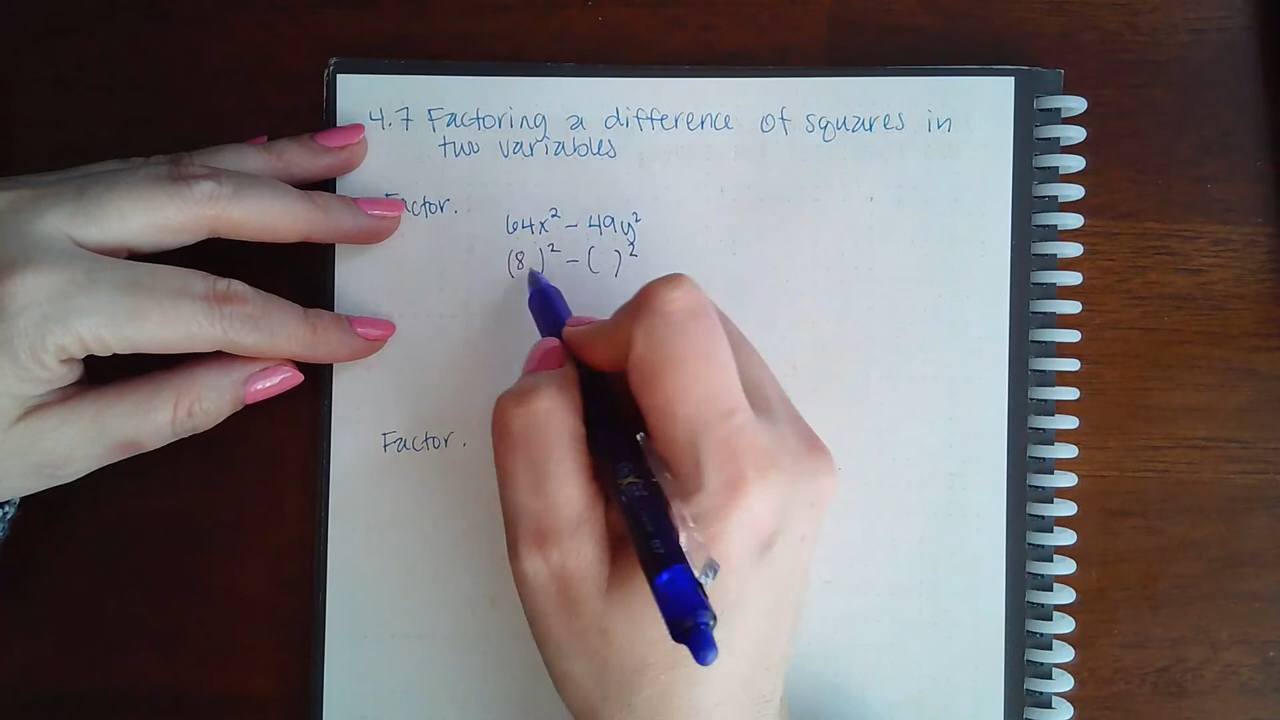 4.7 Factoring a difference of squares in
two variables
Factor.
64x² - 49y²
(8 )² - ( )²
Factor.